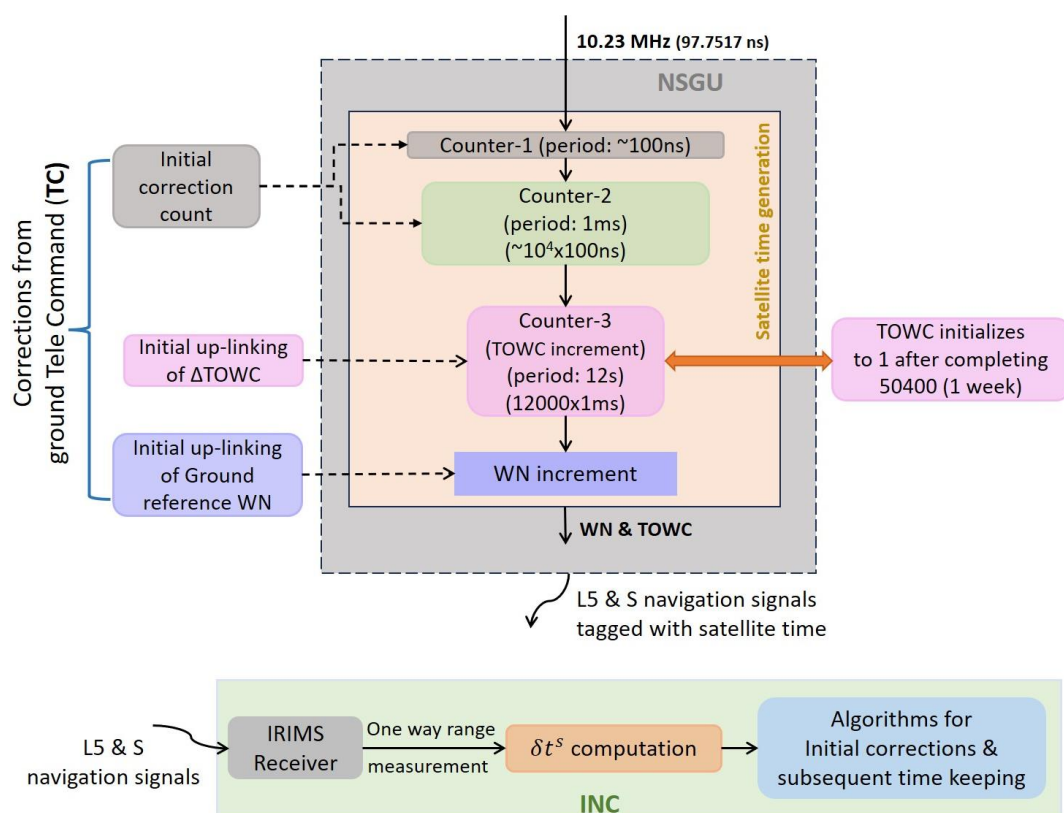 10.23 MHz (97.7517 ns)
NSGU
Satellite time generation
Counter-1 (period: ~100ns)
Counter-2
(period: 1ms)
(~10⁴x100ns)
Counter-3
(TOWC increment)
(period: 12s)
(12000x1ms)
WN increment
WN & TOWC
Corrections from
ground Tele Command (TC)
Initial
correction
count
Initial up-linking
of ΔTOWC
Initial up-linking
of Ground
reference WN
TOWC initializes
to 1 after completing
50400 (1 week)
L5 & S navigation signals
tagged with satellite time
L5 & S
navigation signals
IRIMS
Receiver
One way range
measurement
δtˢ computation
Algorithms for
Initial corrections &
subsequent time keeping
INC